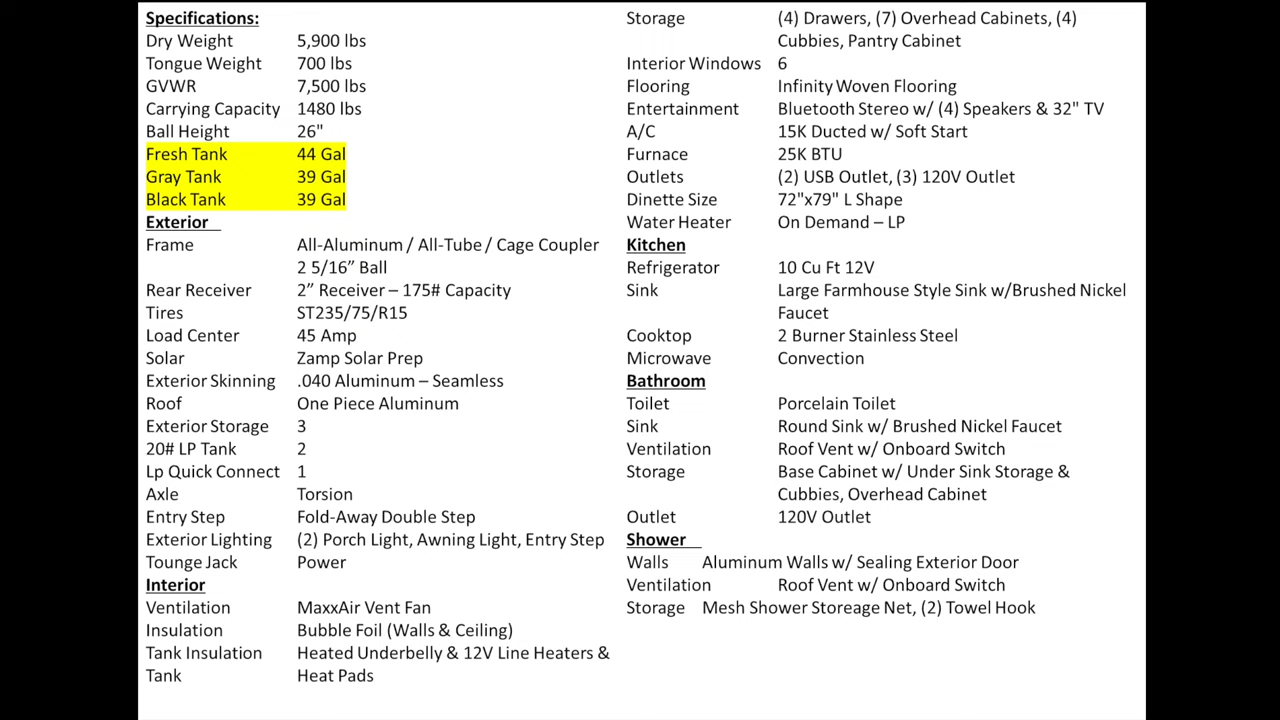 Specifications:
Dry Weight 5,900 lbs
Tongue Weight 700 lbs
GVWR 7,500 lbs
Carrying Capacity 1480 lbs
Ball Height 26"
Fresh Tank 44 Gal
Gray Tank 39 Gal
Black Tank 39 Gal
Exterior
Frame All-Aluminum / All-Tube / Cage Coupler
2 5/16” Ball
Rear Receiver 2” Receiver – 175# Capacity
Tires ST235/75/R15
Load Center 45 Amp
Solar Zamp Solar Prep
Exterior Skinning .040 Aluminum – Seamless
Roof One Piece Aluminum
Exterior Storage 3
20# LP Tank 2
Lp Quick Connect 1
Axle Torsion
Entry Step Fold-Away Double Step
Exterior Lighting (2) Porch Light, Awning Light, Entry Step
Tounge Jack Power
Interior
Ventilation MaxxAir Vent Fan
Insulation Bubble Foil (Walls & Ceiling)
Tank Insulation Heated Underbelly & 12V Line Heaters &
Tank Heat Pads
Storage (4) Drawers, (7) Overhead Cabinets, (4)
Cubbies, Pantry Cabinet
Interior Windows 6
Flooring Infinity Woven Flooring
Entertainment Bluetooth Stereo w/ (4) Speakers & 32" TV
A/C 15K Ducted w/ Soft Start
Furnace 25K BTU
Outlets (2) USB Outlet, (3) 120V Outlet
Dinette Size 72"x79" L Shape
Water Heater On Demand – LP
Kitchen
Refrigerator 10 Cu Ft 12V
Sink Large Farmhouse Style Sink w/Brushed Nickel
Faucet
Cooktop 2 Burner Stainless Steel
Microwave Convection
Bathroom
Toilet Porcelain Toilet
Sink Round Sink w/ Brushed Nickel Faucet
Ventilation Roof Vent w/ Onboard Switch
Storage Base Cabinet w/ Under Sink Storage &
Cubbies, Overhead Cabinet
Outlet 120V Outlet
Shower
Walls Aluminum Walls w/ Sealing Exterior Door
Ventilation Roof Vent w/ Onboard Switch
Storage Mesh Shower Storeage Net, (2) Towel Hook